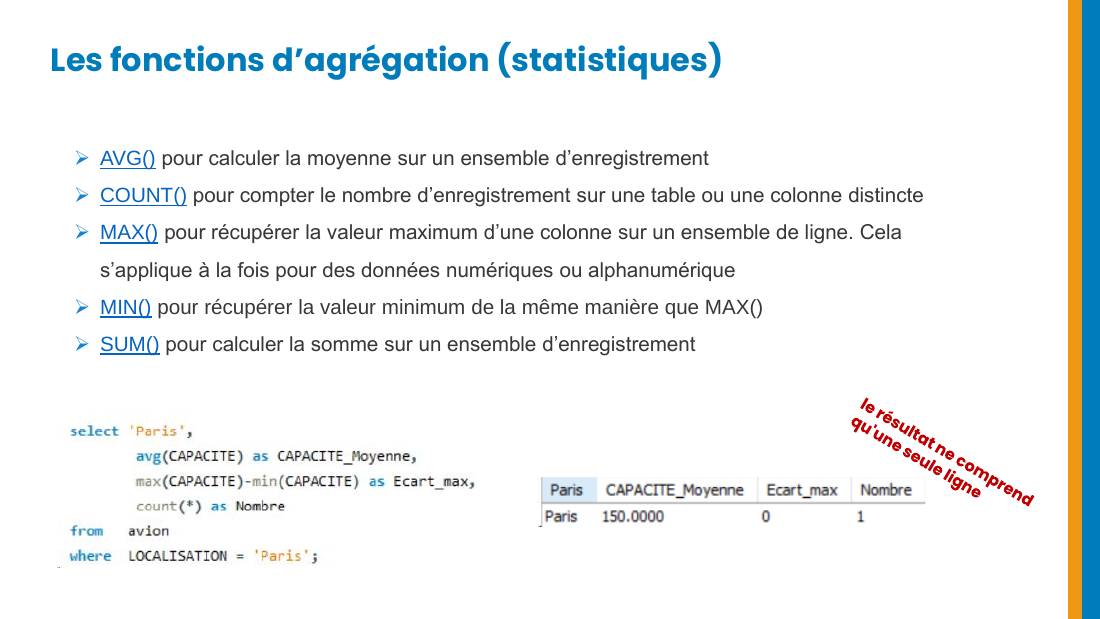 Les fonctions d’agrégation (statistiques)
➢ AVG() pour calculer la moyenne sur un ensemble d’enregistrement
➢ COUNT() pour compter le nombre d’enregistrement sur une table ou une colonne distincte
➢ MAX() pour récupérer la valeur maximum d’une colonne sur un ensemble de ligne. Cela
s’applique à la fois pour des données numériques ou alphanumérique
➢ MIN() pour récupérer la valeur minimum de la même manière que MAX()
➢ SUM() pour calculer la somme sur un ensemble d’enregistrement
select 'Paris',
avg(CAPACITE) as CAPACITE_Moyenne,
max(CAPACITE)-min(CAPACITE) as Ecart_max,
count(*) as Nombre
from avion
where LOCALISATION = 'Paris';
le résultat ne comprend
qu’une seule ligne
Paris CAPACITE_Moyenne Ecart_max Nombre
Paris 150.0000 0 1